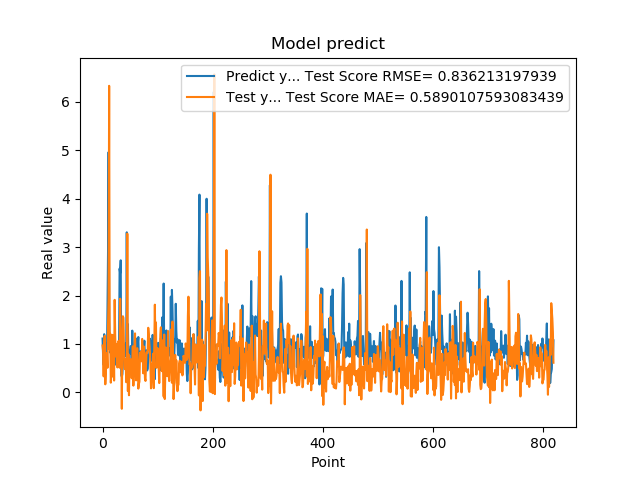 Model predict
Predict y... Test Score RMSE= 0.836213197939
Test y... Test Score MAE= 0.5890107593083439
Real value
6
5
4
3
2
1
0
0 200 400 600 800
Point